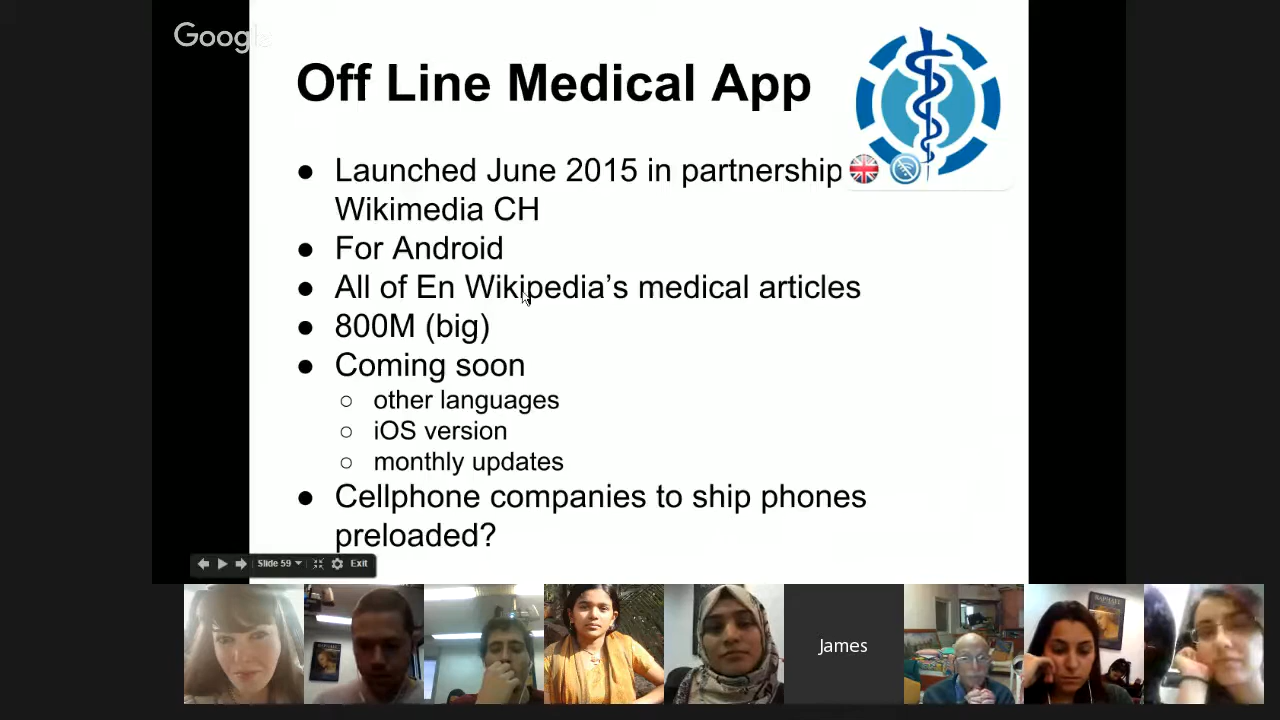 Google
Off Line Medical App
● Launched June 2015 in partnership
Wikimedia CH
● For Android
● All of En Wikipedia’s medical articles
● 800M (big)
● Coming soon
○ other languages
○ iOS version
○ monthly updates
● Cellphone companies to ship phones
preloaded?
Slide 59
Exit
James